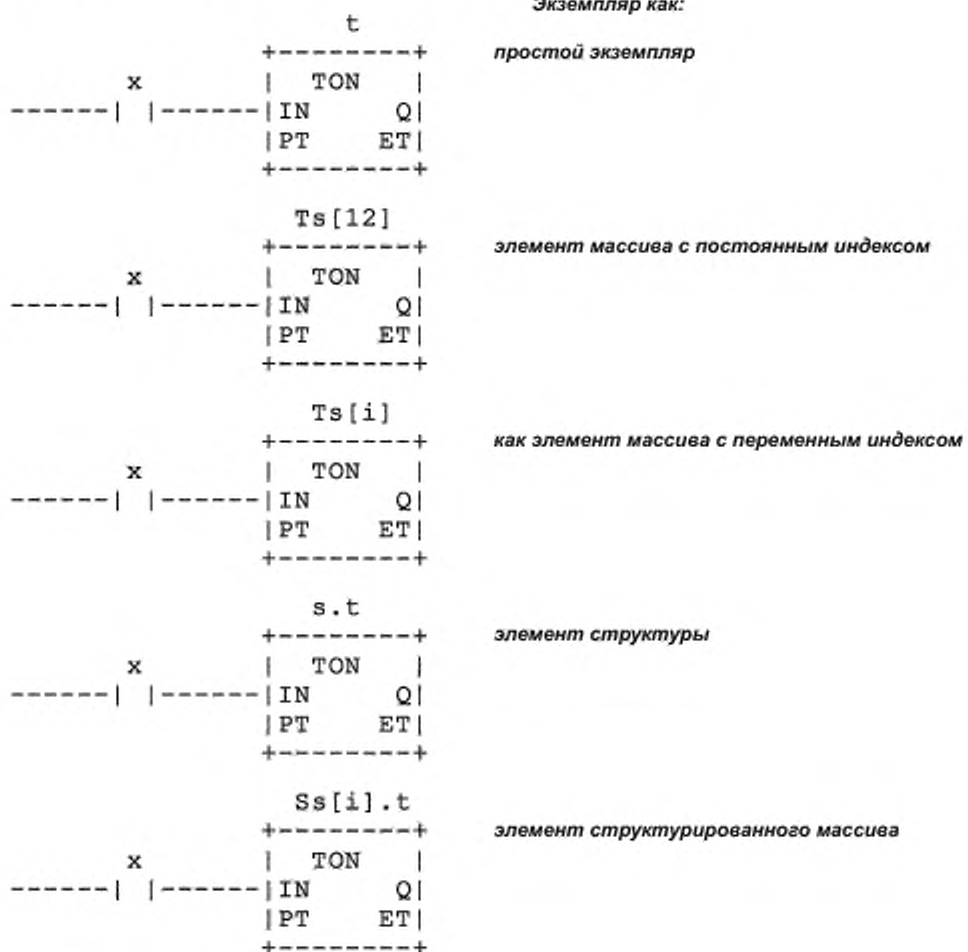 Экземпляр как:
t
+--------+ простой экземпляр
x | TON |
------| |------|IN Q|
|PT ET|
+--------+
Ts[12]
+--------+ элемент массива с постоянным индексом
x | TON |
------| |------|IN Q|
|PT ET|
+--------+
Ts[i]
+--------+ как элемент массива с переменным индексом
x | TON |
------| |------|IN Q|
|PT ET|
+--------+
s.t
+--------+ элемент структуры
x | TON |
------| |------|IN Q|
|PT ET|
+--------+
Ss[i].t
+--------+ элемент структурированного массива
x | TON |
------| |------|IN Q|
|PT ET|
+--------+